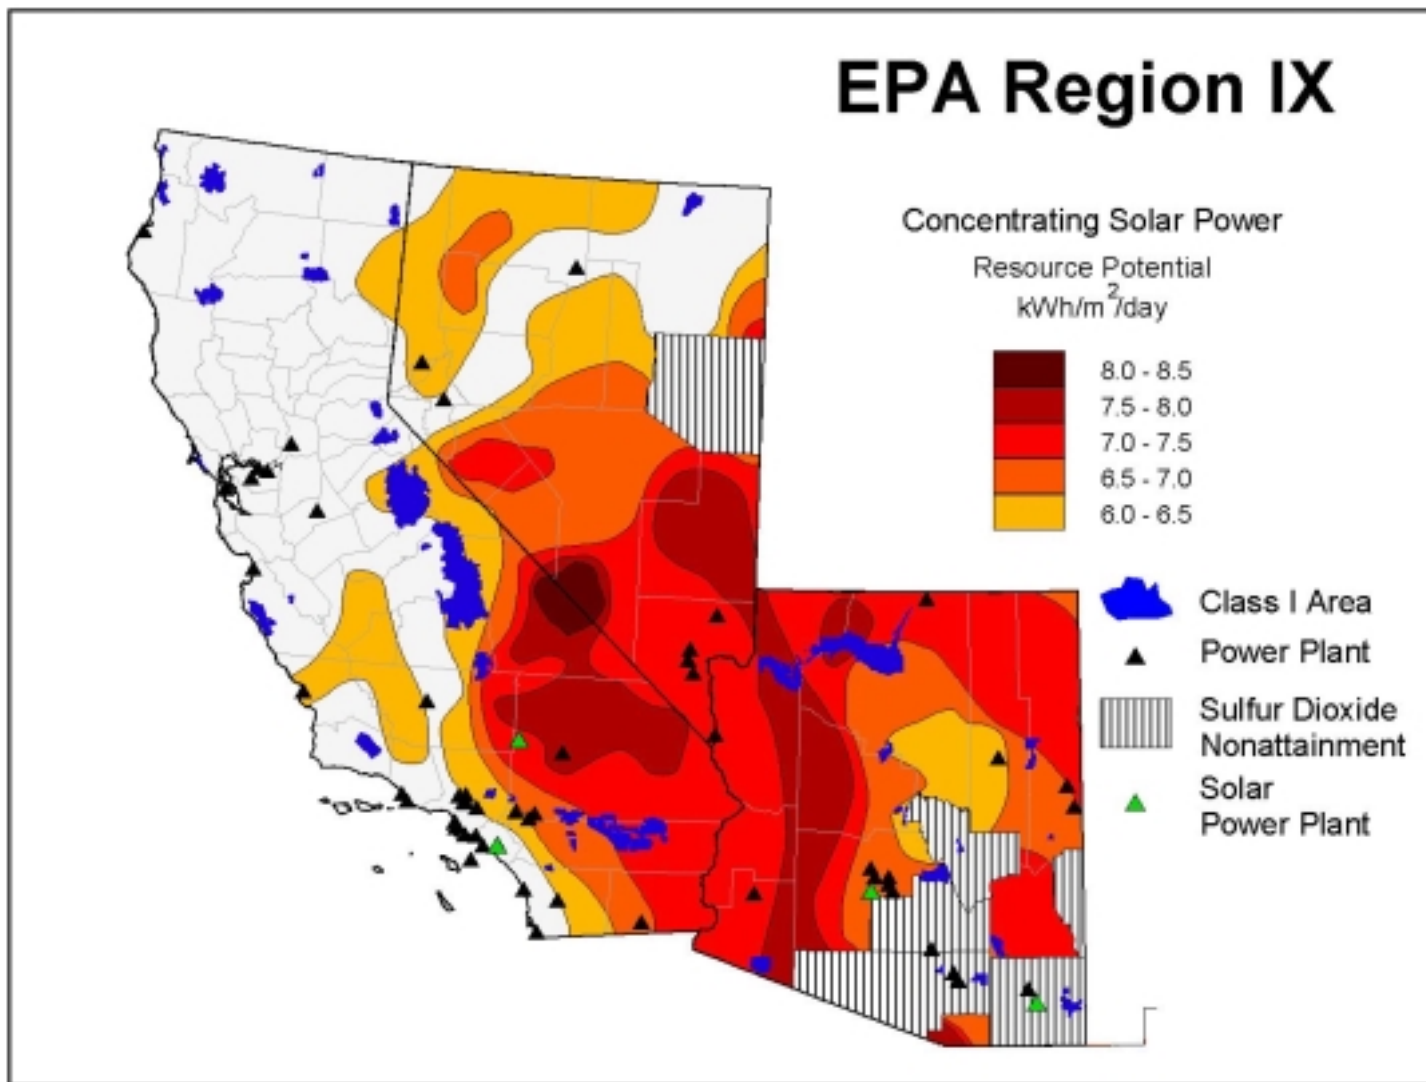 EPA Region IX
Concentrating Solar Power
Resource Potential
kWh/m²/day
8.0 - 8.5
7.5 - 8.0
7.0 - 7.5
6.5 - 7.0
6.0 - 6.5
Class I Area
Power Plant
Sulfur Dioxide
Nonattainment
Solar
Power Plant